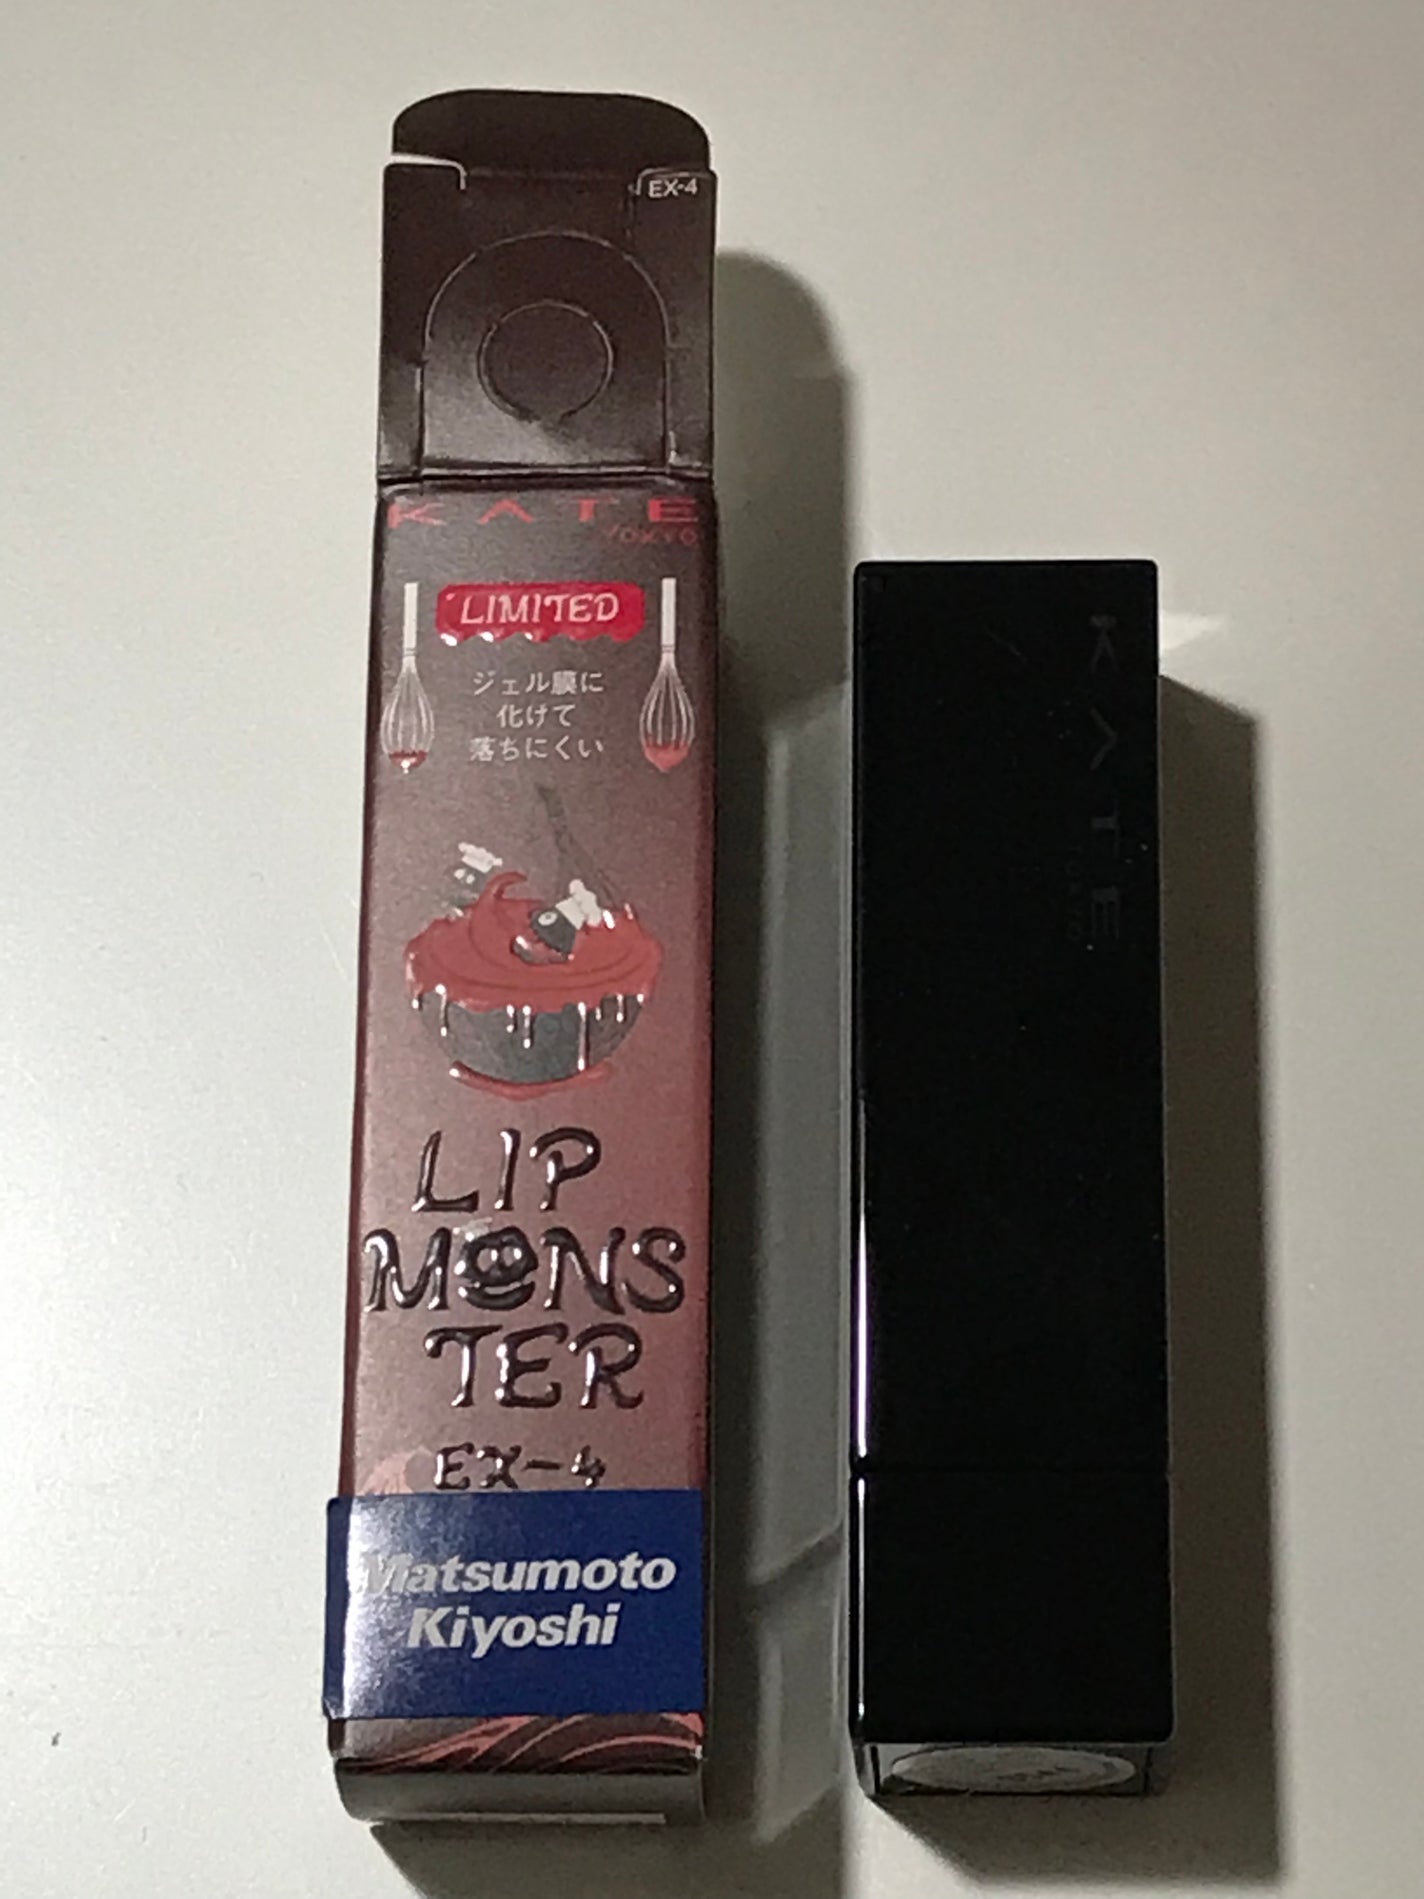 EX-4
KATE
TOKYO
LIMITED
ジェル膜に
化けて
落ちにくい
LIP
MONS
TER
EX-4
Matsumoto
Kiyoshi
KATE
TOKYO